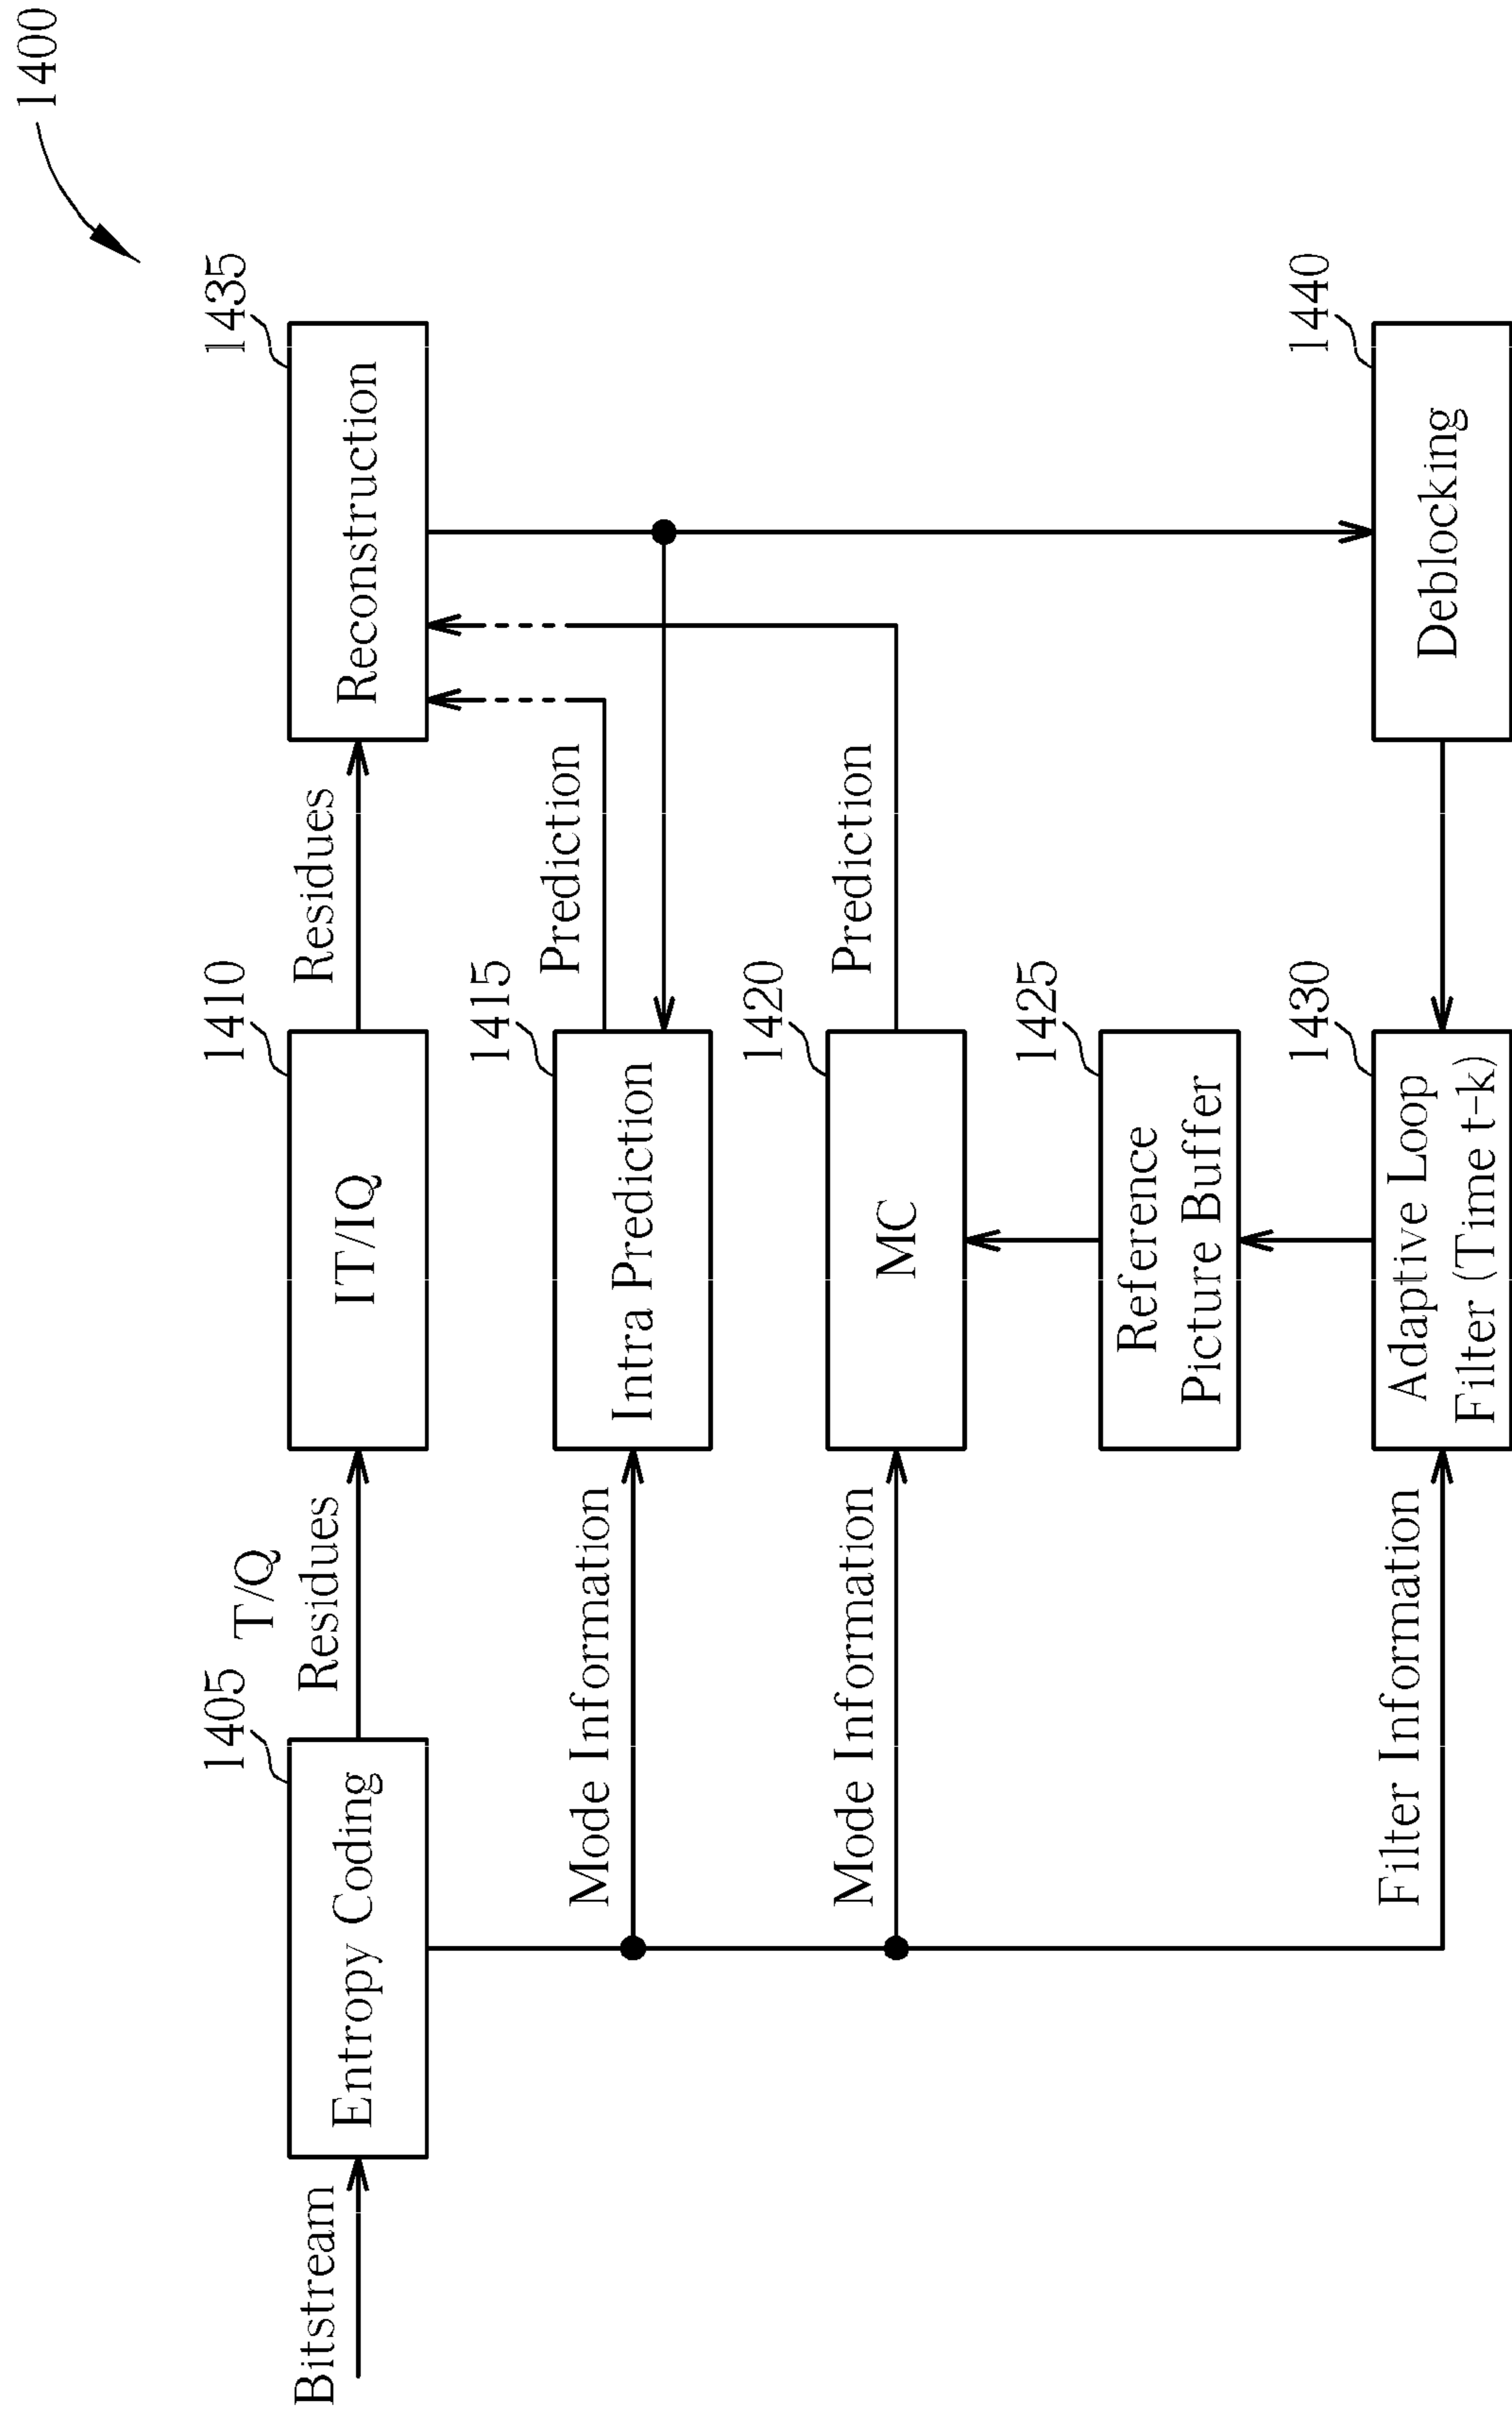 1400
1405
1410
1435
Bitstream
Entropy Coding
T/Q
Residues
IT/IQ
Residues
Reconstruction
1415
Mode Information
Intra Prediction
Prediction
1420
Mode Information
MC
Prediction
1425
Reference
Picture Buffer
1430
1440
Filter Information
Adaptive Loop
Filter (Time t-k)
Deblocking